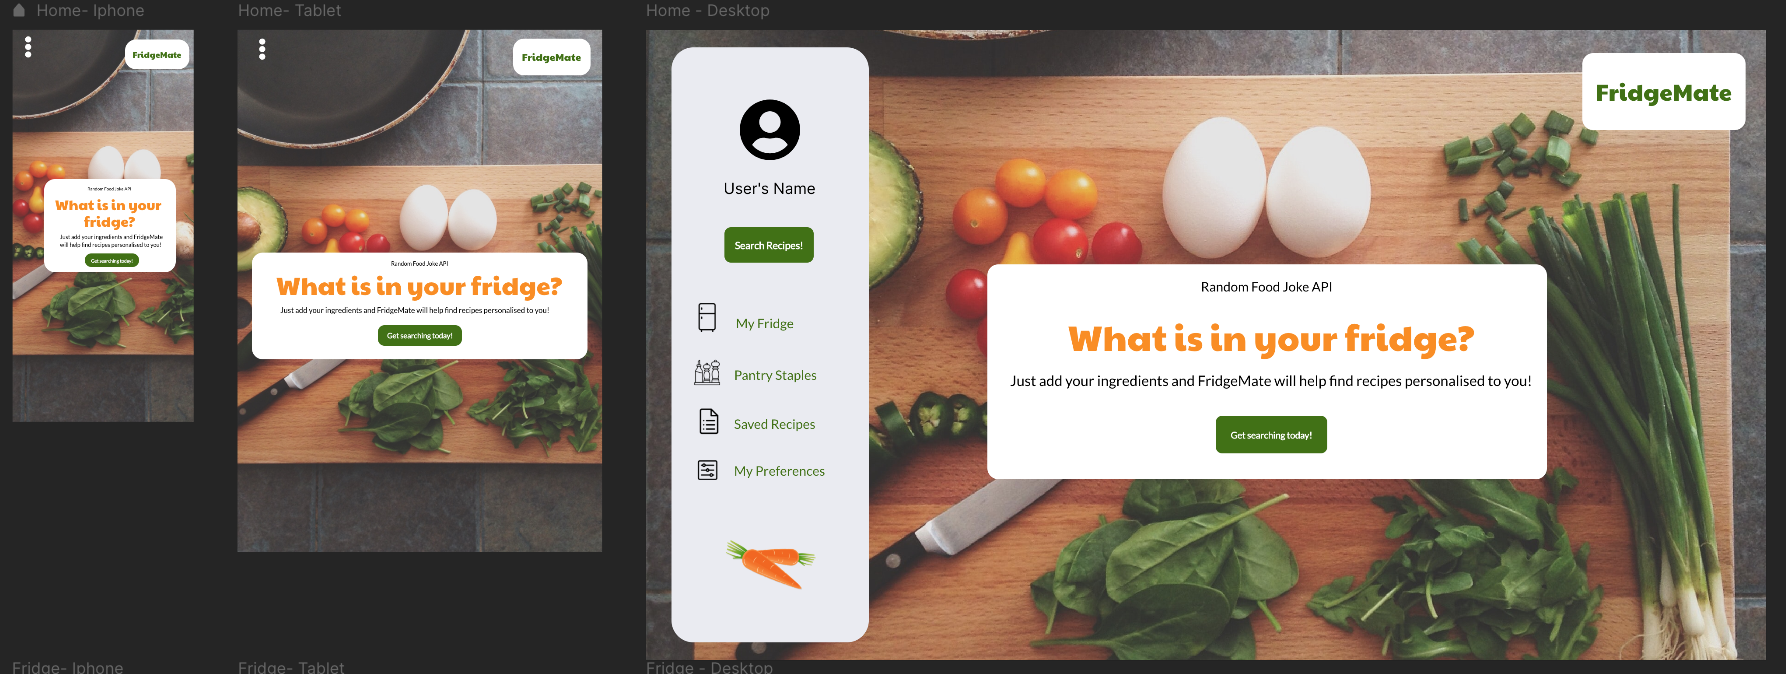 Home- Iphone
FridgeMate
Random Food Joke API
What is in your
fridge?
Just add your ingredients and FridgeMate
will help find recipes personalised to you!
Get searching today!
Home- Tablet
FridgeMate
Random Food Joke API
What is in your fridge?
Just add your ingredients and FridgeMate will help find recipes personalised to you!
Get searching today!
Home - Desktop
User's Name
Search Recipes!
My Fridge
Pantry Staples
Saved Recipes
My Preferences
FridgeMate
Random Food Joke API
What is in your fridge?
Just add your ingredients and FridgeMate will help find recipes personalised to you!
Get searching today!
Fridge- Iphone
Fridge- Tablet
Fridge - Desktop